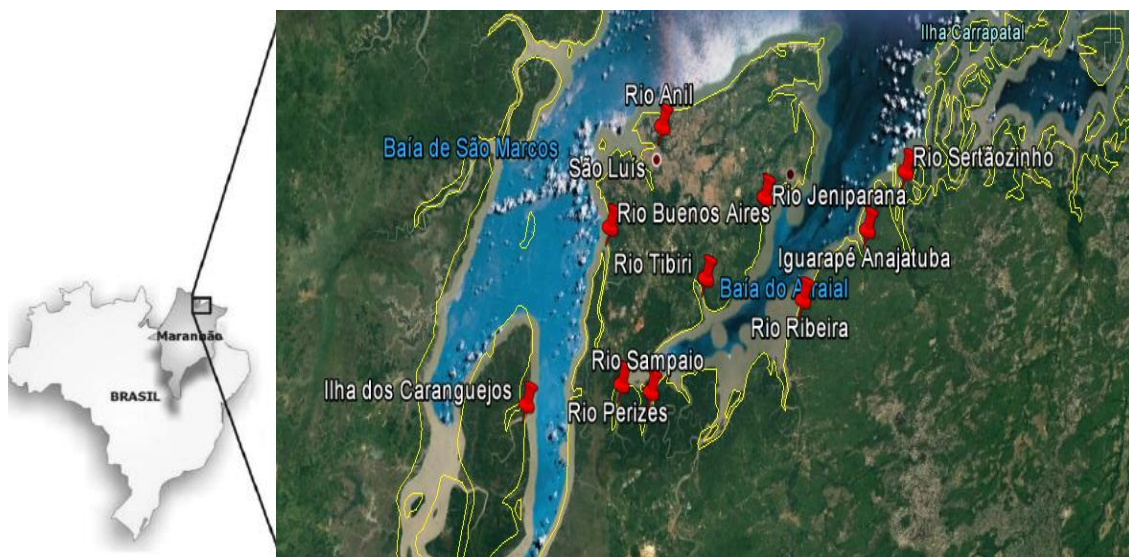 Ilha Carrapatal
Rio Anil
Baía de São Marcos
São Luís
Rio Sertãozinho
Rio Jeniparana
Rio Buenos Aires
Iguarapé Anajatuba
Rio Tibiri
Baía do Arraial
Rio Ribeira
Maranhão
Rio Sampaio
Ilha dos Caranguejos
BRASIL
Rio Perizes